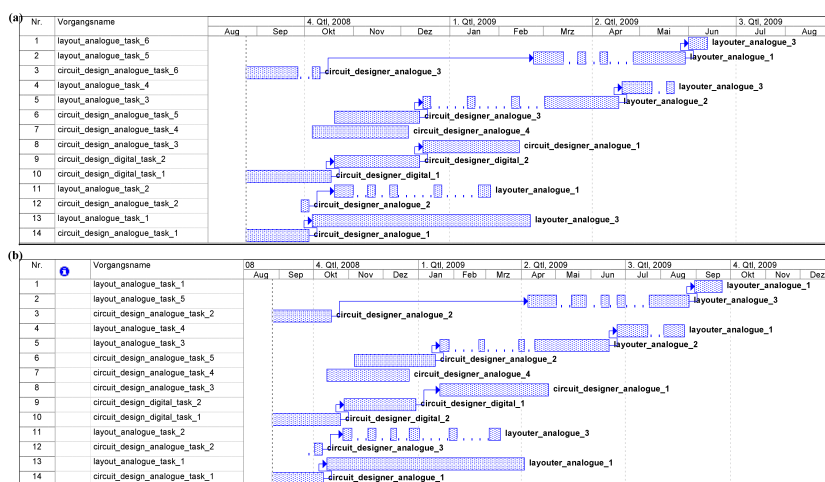 (a)
Nr. Vorgangsname 4. Qtl, 2008 1. Qtl, 2009 2. Qtl, 2009 3. Qtl, 2009
Aug Sep Okt Nov Dez Jan Feb Mrz Apr Mai Jun Jul Aug
1 layout_analogue_task_6 layouter_analogue_3
2 layout_analogue_task_5 layouter_analogue_1
3 circuit_design_analogue_task_6 circuit_designer_analogue_3
4 layout_analogue_task_4 layouter_analogue_3
5 layout_analogue_task_3 layouter_analogue_2
6 circuit_design_analogue_task_5 circuit_designer_analogue_3
7 circuit_design_analogue_task_4 circuit_designer_analogue_4
8 circuit_design_analogue_task_3 circuit_designer_analogue_1
9 circuit_design_digital_task_2 circuit_designer_digital_2
10 circuit_design_digital_task_1 circuit_designer_digital_1
11 layout_analogue_task_2 layouter_analogue_1
12 circuit_design_analogue_task_2 circuit_designer_analogue_2
13 layout_analogue_task_1 layouter_analogue_3
14 circuit_design_analogue_task_1 circuit_designer_analogue_1
(b)
Nr. i Vorgangsname 08 4. Qtl, 2008 1. Qtl, 2009 2. Qtl, 2009 3. Qtl, 2009 4. Qtl, 2009
Aug Sep Okt Nov Dez Jan Feb Mrz Apr Mai Jun Jul Aug Sep Okt Nov Dez
1 layout_analogue_task_1 layouter_analogue_1
2 layout_analogue_task_5 layouter_analogue_3
3 circuit_design_analogue_task_2 circuit_designer_analogue_2
4 layout_analogue_task_4 layouter_analogue_1
5 layout_analogue_task_3 layouter_analogue_2
6 circuit_design_analogue_task_5 circuit_designer_analogue_2
7 circuit_design_analogue_task_4 circuit_designer_analogue_4
8 circuit_design_analogue_task_3 circuit_designer_analogue_1
9 circuit_design_digital_task_2 circuit_designer_digital_1
10 circuit_design_digital_task_1 circuit_designer_digital_2
11 layout_analogue_task_2 layouter_analogue_3
12 circuit_design_analogue_task_2 circuit_designer_analogue_3
13 layout_analogue_task_1 layouter_analogue_1
14 circuit_design_analogue_task_1 circuit_designer_analogue_1